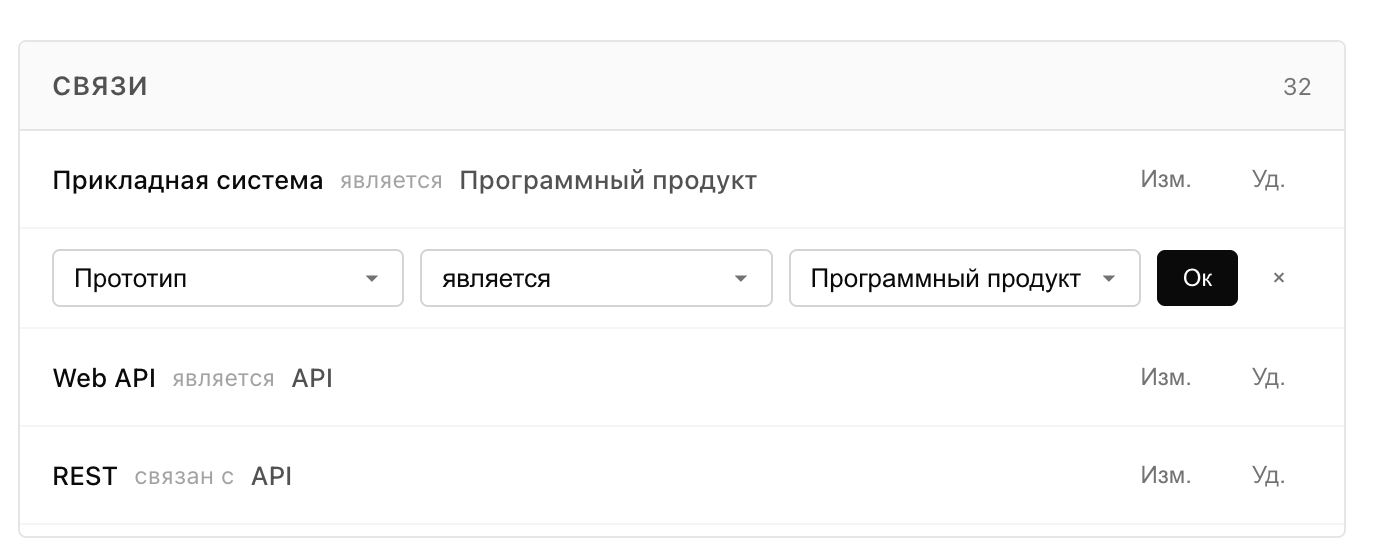 СВЯЗИ 32
Прикладная система является Программный продукт Изм. Уд.
Прототип является Программный продукт Ок ×
Web API является API Изм. Уд.
REST связан с API Изм. Уд.